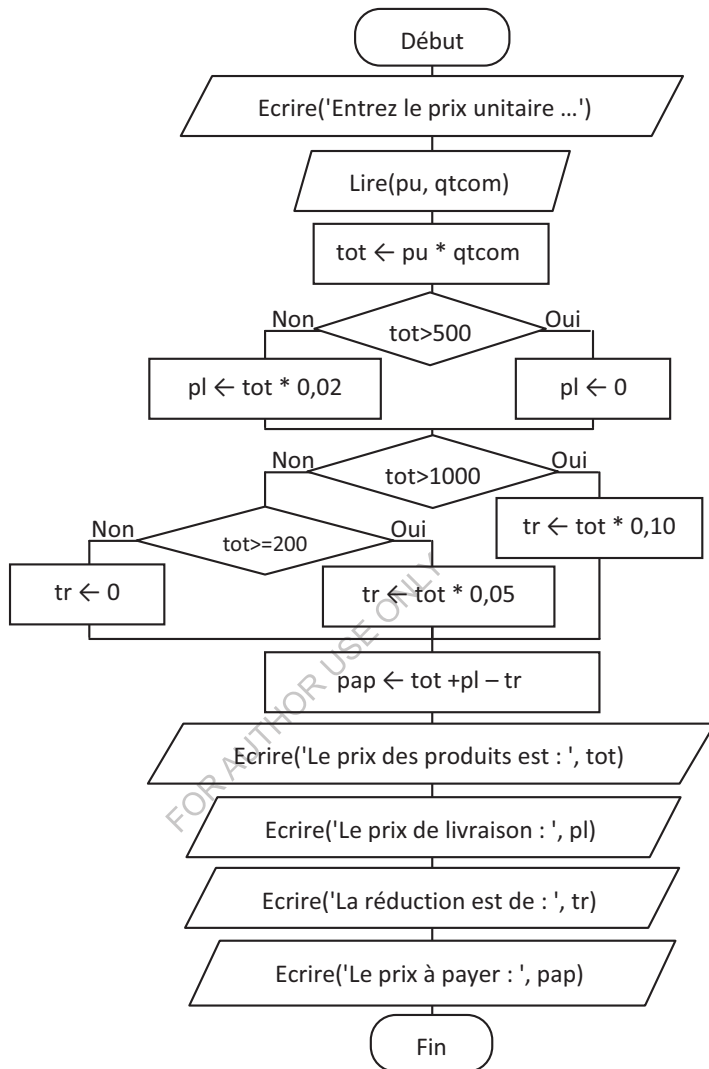 Début
Ecrire('Entrez le prix unitaire ...')
Lire(pu, qtcom)
tot ← pu * qtcom
Non
tot>500
Oui
pl ← tot * 0,02
pl ← 0
Non
tot>1000
Oui
tr ← tot * 0,10
Non
tot>=200
Oui
tr ← 0
tr ← tot * 0,05
pap ← tot +pl – tr
Ecrire('Le prix des produits est : ', tot)
Ecrire('Le prix de livraison : ', pl)
Ecrire('La réduction est de : ', tr)
Ecrire('Le prix à payer : ', pap)
Fin
FOR AUTHOR USE ONLY